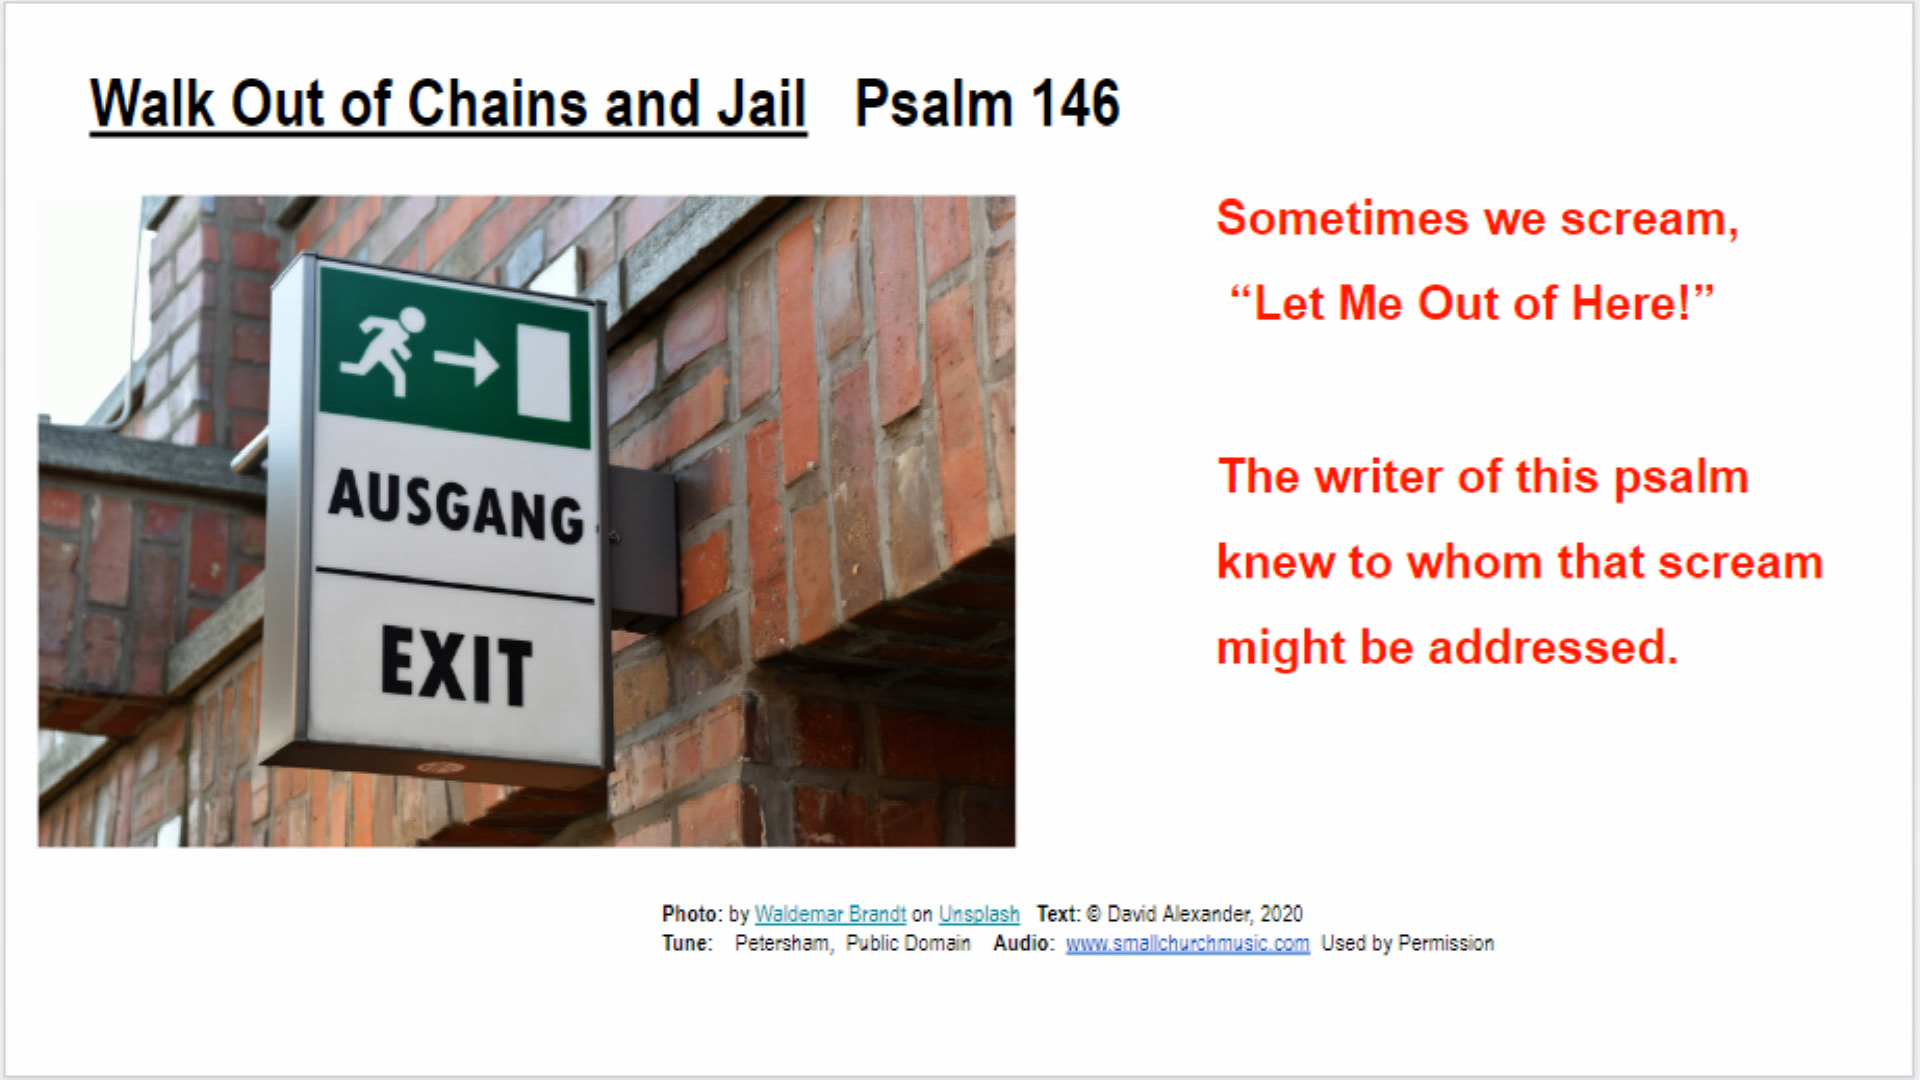 Walk Out of Chains and Jail   Psalm 146
AUSGANG
EXIT
Sometimes we scream,
“Let Me Out of Here!”
The writer of this psalm
knew to whom that scream
might be addressed.
Photo: by Waldemar Brandt on Unsplash   Text: © David Alexander, 2020
Tune:   Petersham,  Public Domain   Audio:  www.smallchurchmusic.com  Used by Permission